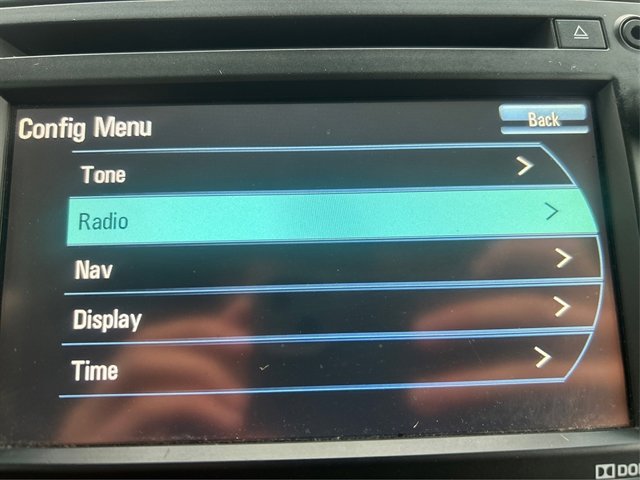 Config Menu
Back
Tone
Radio
Nav
Display
Time